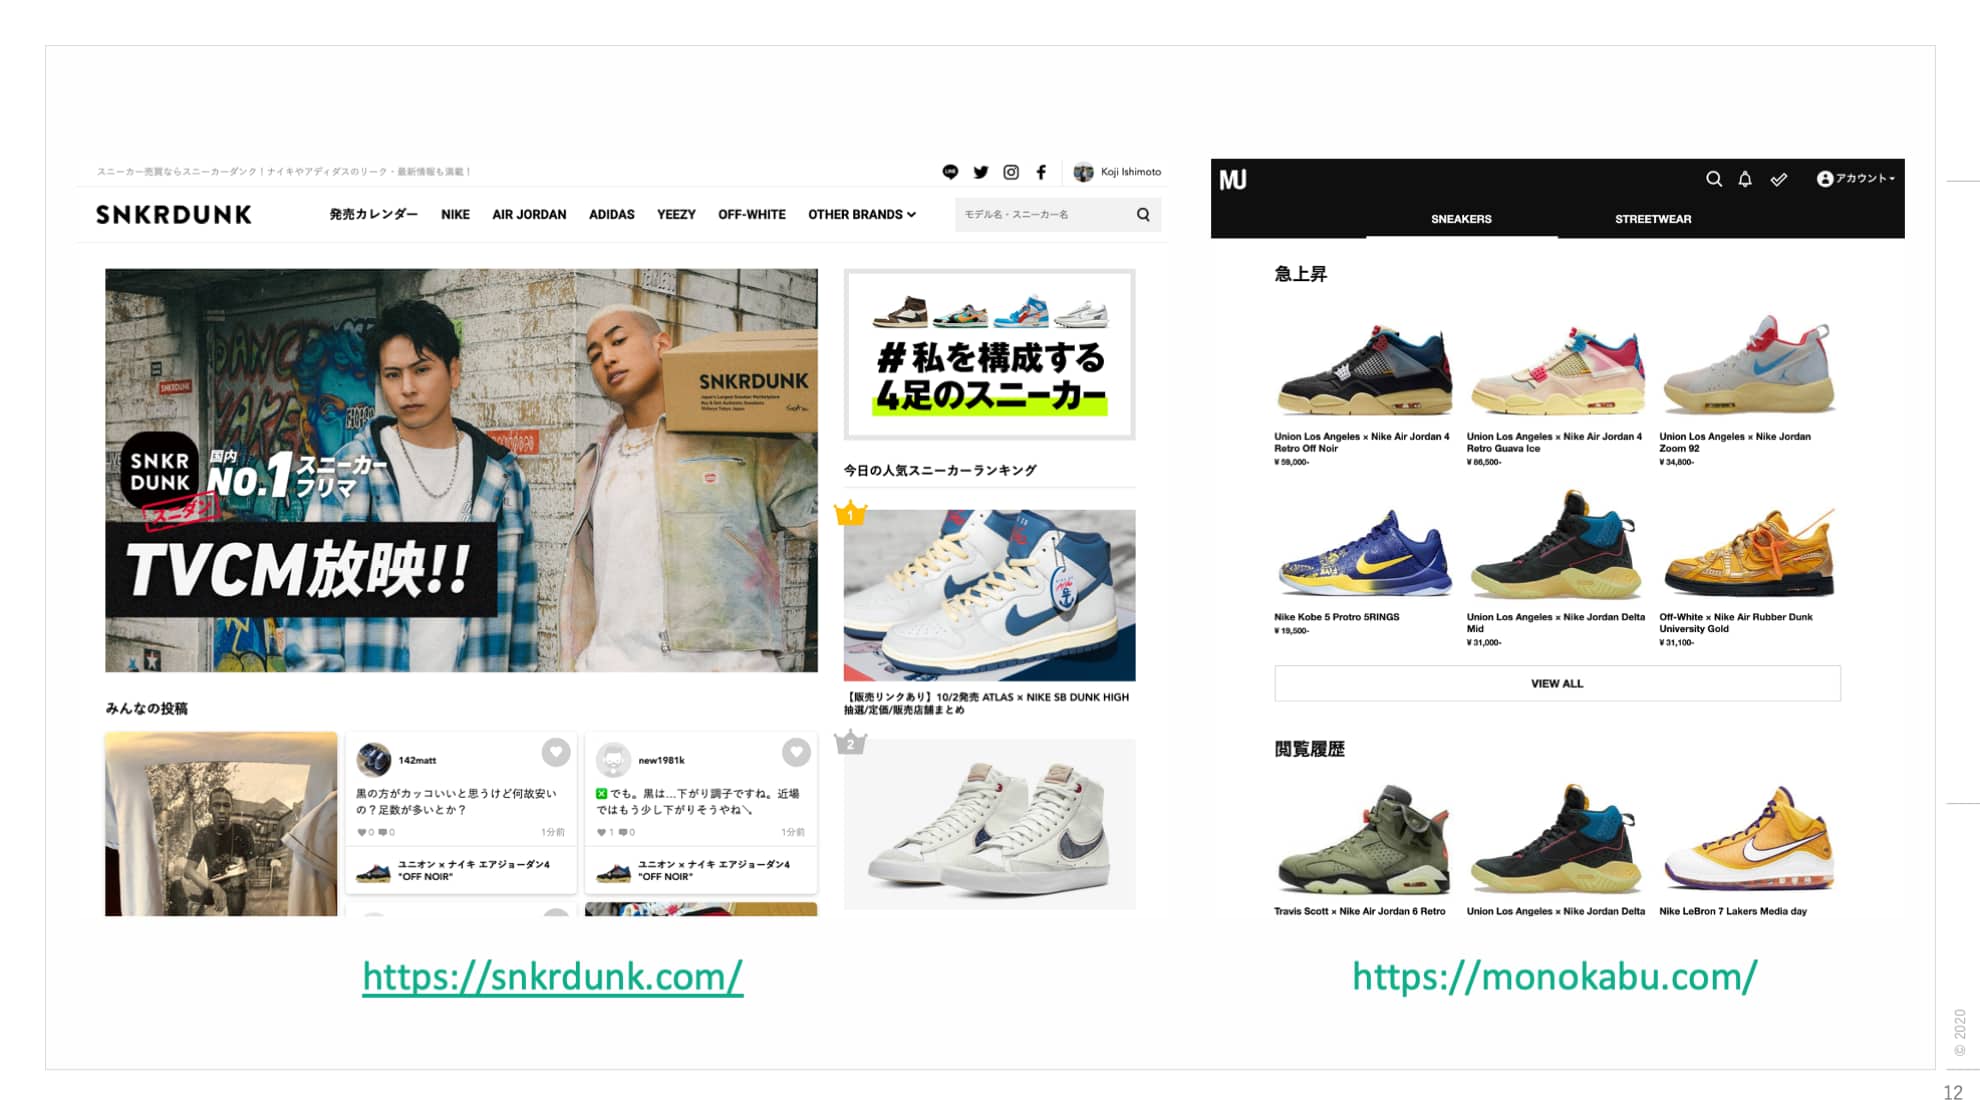 スニーカー売買ならスニーカーダンク！ナイキやアディダスのリーク・最新情報も満載！
Koji Ishimoto
SNKRDUNK
発売カレンダー
NIKE
AIR JORDAN
ADIDAS
YEEZY
OFF-WHITE
OTHER BRANDS
モデル名・スニーカー名
SNKRDUNK
Japan's Largest Sneaker Marketplace
Buy & Sell Authentic Sneakers
Shibuya Tokyo Japan
SNKR
DUNK
スニダン
国内
No.1
スニーカー
フリマ
TVCM放映!!
#私を構成する
4足のスニーカー
今日の人気スニーカーランキング
1
【販売リンクあり】10/2発売 ATLAS × NIKE SB DUNK HIGH
抽選/定価/販売店舗まとめ
2
みんなの投稿
142matt
黒の方がカッコいいと思うけど何故安い
の？足数が多いとか？
0
0
1分前
ユニオン × ナイキ エアジョーダン4
"OFF NOIR"
new1981k
でも。黒は…下がり調子ですね。近場
ではもう少し下がりそうやね＼
1
0
1分前
ユニオン × ナイキ エアジョーダン4
"OFF NOIR"
https://snkrdunk.com/
MU
アカウント
SNEAKERS
STREETWEAR
急上昇
Union Los Angeles × Nike Air Jordan 4
Retro Off Noir
¥ 59,000-
Union Los Angeles × Nike Air Jordan 4
Retro Guava Ice
¥ 86,500-
Union Los Angeles × Nike Jordan
Zoom 92
¥ 34,800-
Nike Kobe 5 Protro 5RINGS
¥ 19,500-
Union Los Angeles × Nike Jordan Delta
Mid
¥ 31,000-
Off-White × Nike Air Rubber Dunk
University Gold
¥ 31,100-
VIEW ALL
閲覧履歴
Travis Scott × Nike Air Jordan 6 Retro
Union Los Angeles × Nike Jordan Delta
Nike LeBron 7 Lakers Media day
https://monokabu.com/
© 2020
12